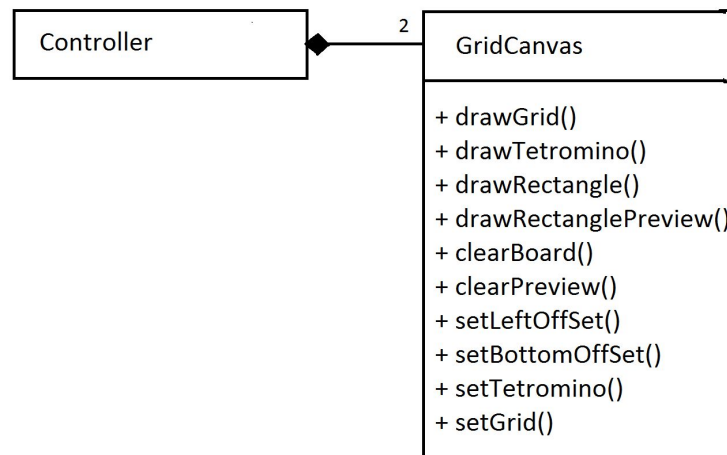 Controller
2
GridCanvas
+ drawGrid()
+ drawTetromino()
+ drawRectangle()
+ drawRectanglePreview()
+ clearBoard()
+ clearPreview()
+ setLeftOffSet()
+ setBottomOffSet()
+ setTetromino()
+ setGrid()